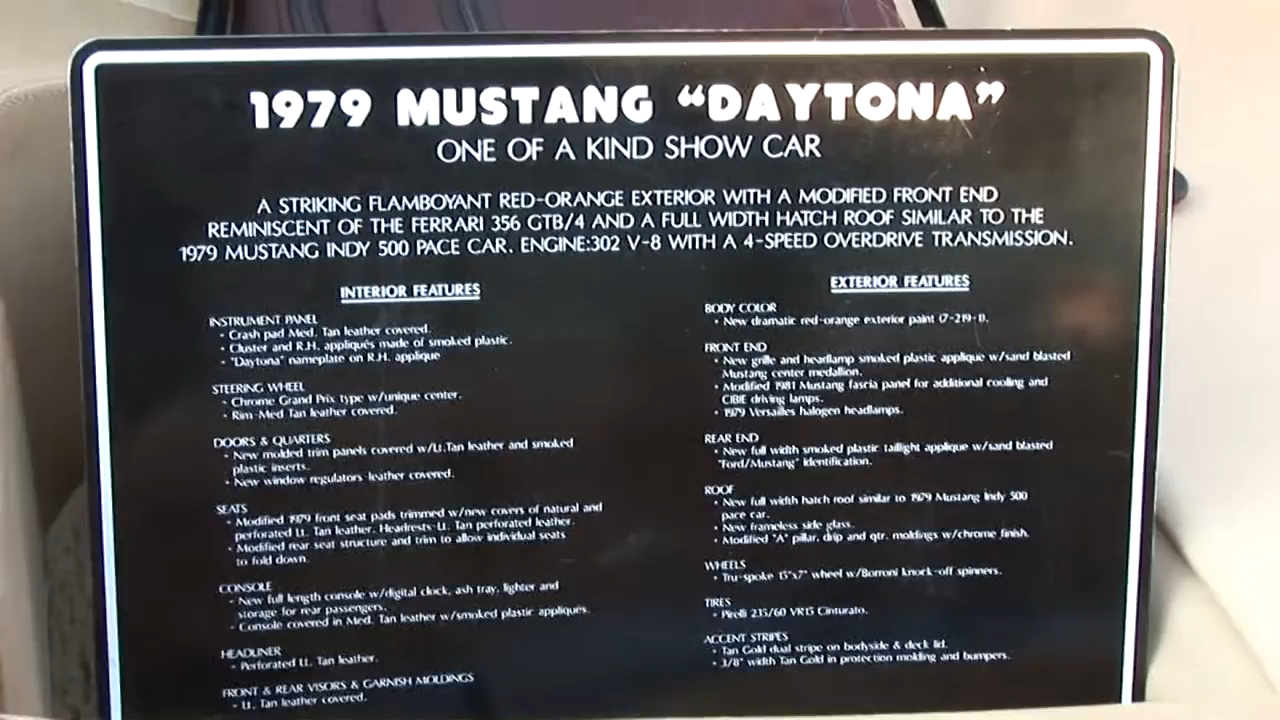 1979 MUSTANG “DAYTONA”
ONE OF A KIND SHOW CAR
A STRIKING FLAMBOYANT RED-ORANGE EXTERIOR WITH A MODIFIED FRONT END
REMINISCENT OF THE FERRARI 356 GTB/4 AND A FULL WIDTH HATCH ROOF SIMILAR TO THE
1979 MUSTANG INDY 500 PACE CAR. ENGINE:302 V-8 WITH A 4-SPEED OVERDRIVE TRANSMISSION.
INTERIOR FEATURES
INSTRUMENT PANEL
• Crash pad Med. Tan leather covered.
• Cluster and R.H. appliqués made of smoked plastic.
• "Daytona" nameplate on R.H. applique
STEERING WHEEL
• Chrome Grand Prix type w/unique center.
• Rim-Med Tan leather covered.
DOORS & QUARTERS
• New molded trim panels covered w/Lt.Tan leather and smoked
plastic inserts.
• New window regulators-leather covered.
SEATS
• Modified 1979 front seat pads trimmed w/new covers of natural and
perforated Lt. Tan leather. Headrests-Lt. Tan perforated leather.
• Modified rear seat structure and trim to allow individual seats
to fold down.
CONSOLE
• New full length console w/digital clock, ash tray, lighter and
storage for rear passengers.
• Console covered in Med. Tan leather w/smoked plastic appliqués.
HEADLINER
• Perforated Lt. Tan leather.
FRONT & REAR VISORS & GARNISH MOLDINGS
• Lt. Tan leather covered.
EXTERIOR FEATURES
BODY COLOR
• New dramatic red-orange exterior paint (7-219-1).
FRONT END
• New grille and headlamp smoked plastic applique w/sand blasted
Mustang center medallion.
• Modified 1981 Mustang fascia panel for additional cooling and
CIBIE driving lamps.
• 1979 Versailles halogen headlamps.
REAR END
• New full width smoked plastic taillight applique w/sand blasted
"Ford/Mustang" identification.
ROOF
• New full width hatch roof similar to 1979 Mustang Indy 500
pace car.
• New frameless side glass.
• Modified "A" pillar, drip and qtr. moldings w/chrome finish.
WHEELS
• Tru-spoke 15"x7" wheel w/Borroni knock-off spinners.
TIRES
• Pirelli 235/60 VR15 Cinturato.
ACCENT STRIPES
• Tan Gold dual stripe on bodyside & deck lid.
• 3/8" width Tan Gold in protection molding and bumpers.